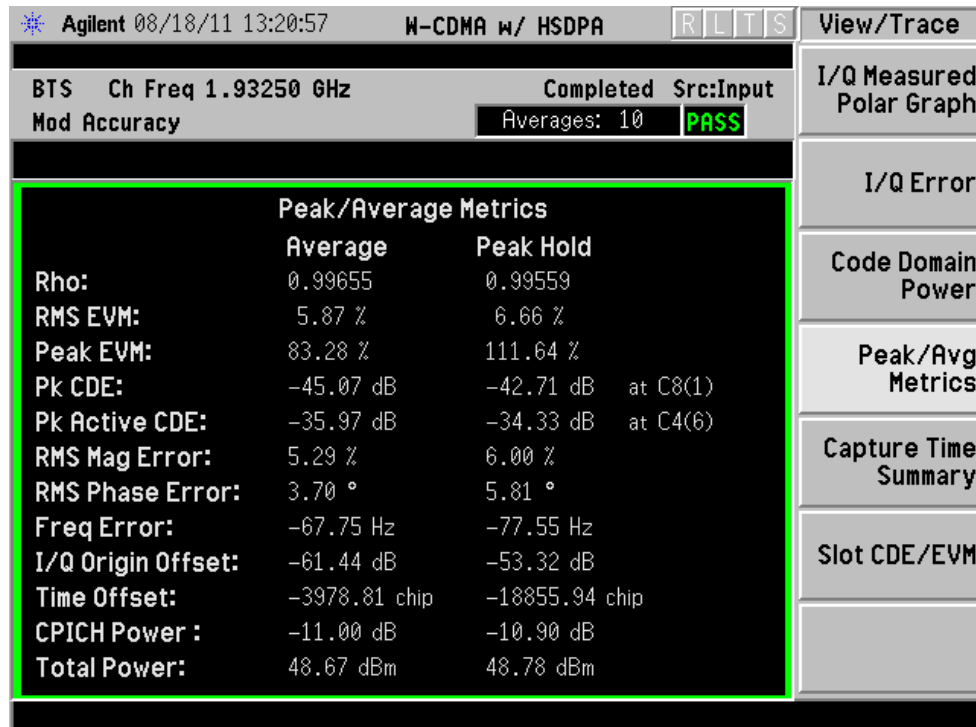 Agilent 08/18/11 13:20:57 W-CDMA w/ HSDPA R L T S View/Trace
BTS Ch Freq 1.93250 GHz Completed Src:Input
Mod Accuracy Averages: 10 PASS
Peak/Average Metrics
Average Peak Hold
Rho: 0.99655 0.99559
RMS EVM: 5.87 % 6.66 %
Peak EVM: 83.28 % 111.64 %
Pk CDE: -45.07 dB -42.71 dB at C8(1)
Pk Active CDE: -35.97 dB -34.33 dB at C4(6)
RMS Mag Error: 5.29 % 6.00 %
RMS Phase Error: 3.70 ° 5.81 °
Freq Error: -67.75 Hz -77.55 Hz
I/Q Origin Offset: -61.44 dB -53.32 dB
Time Offset: -3978.81 chip -18855.94 chip
CPICH Power : -11.00 dB -10.90 dB
Total Power: 48.67 dBm 48.78 dBm
I/Q Measured
Polar Graph
I/Q Error
Code Domain
Power
Peak/Avg
Metrics
Capture Time
Summary
Slot CDE/EVM